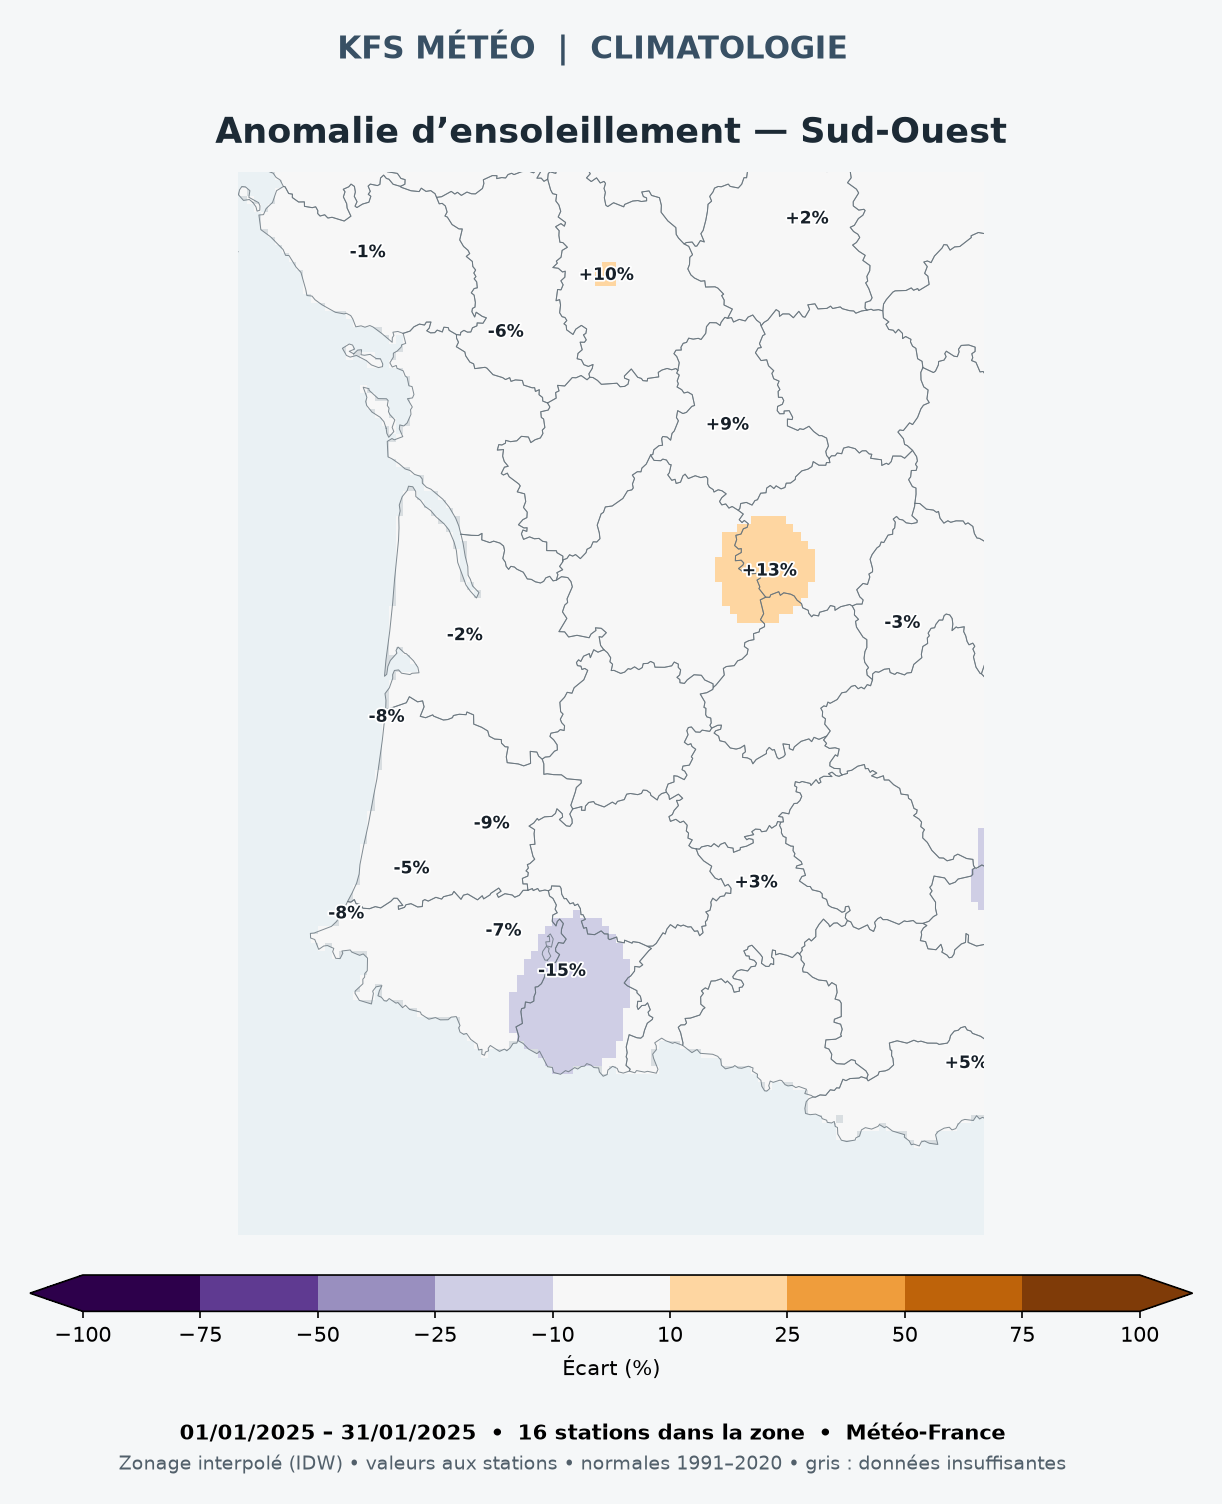 KFS MÉTÉO | CLIMATOLOGIE
Anomalie d’ensoleillement — Sud-Ouest
+2%
-1%
+10%
-6%
+9%
+13%
-3%
-2%
-8%
-9%
-5%
+3%
-8%
-7%
-15%
+5%
−100 −75 −50 −25 −10 10 25 50 75 100
Écart (%)
01/01/2025 – 31/01/2025 • 16 stations dans la zone • Météo-France
Zonage interpolé (IDW) • valeurs aux stations • normales 1991–2020 • gris : données insuffisantes